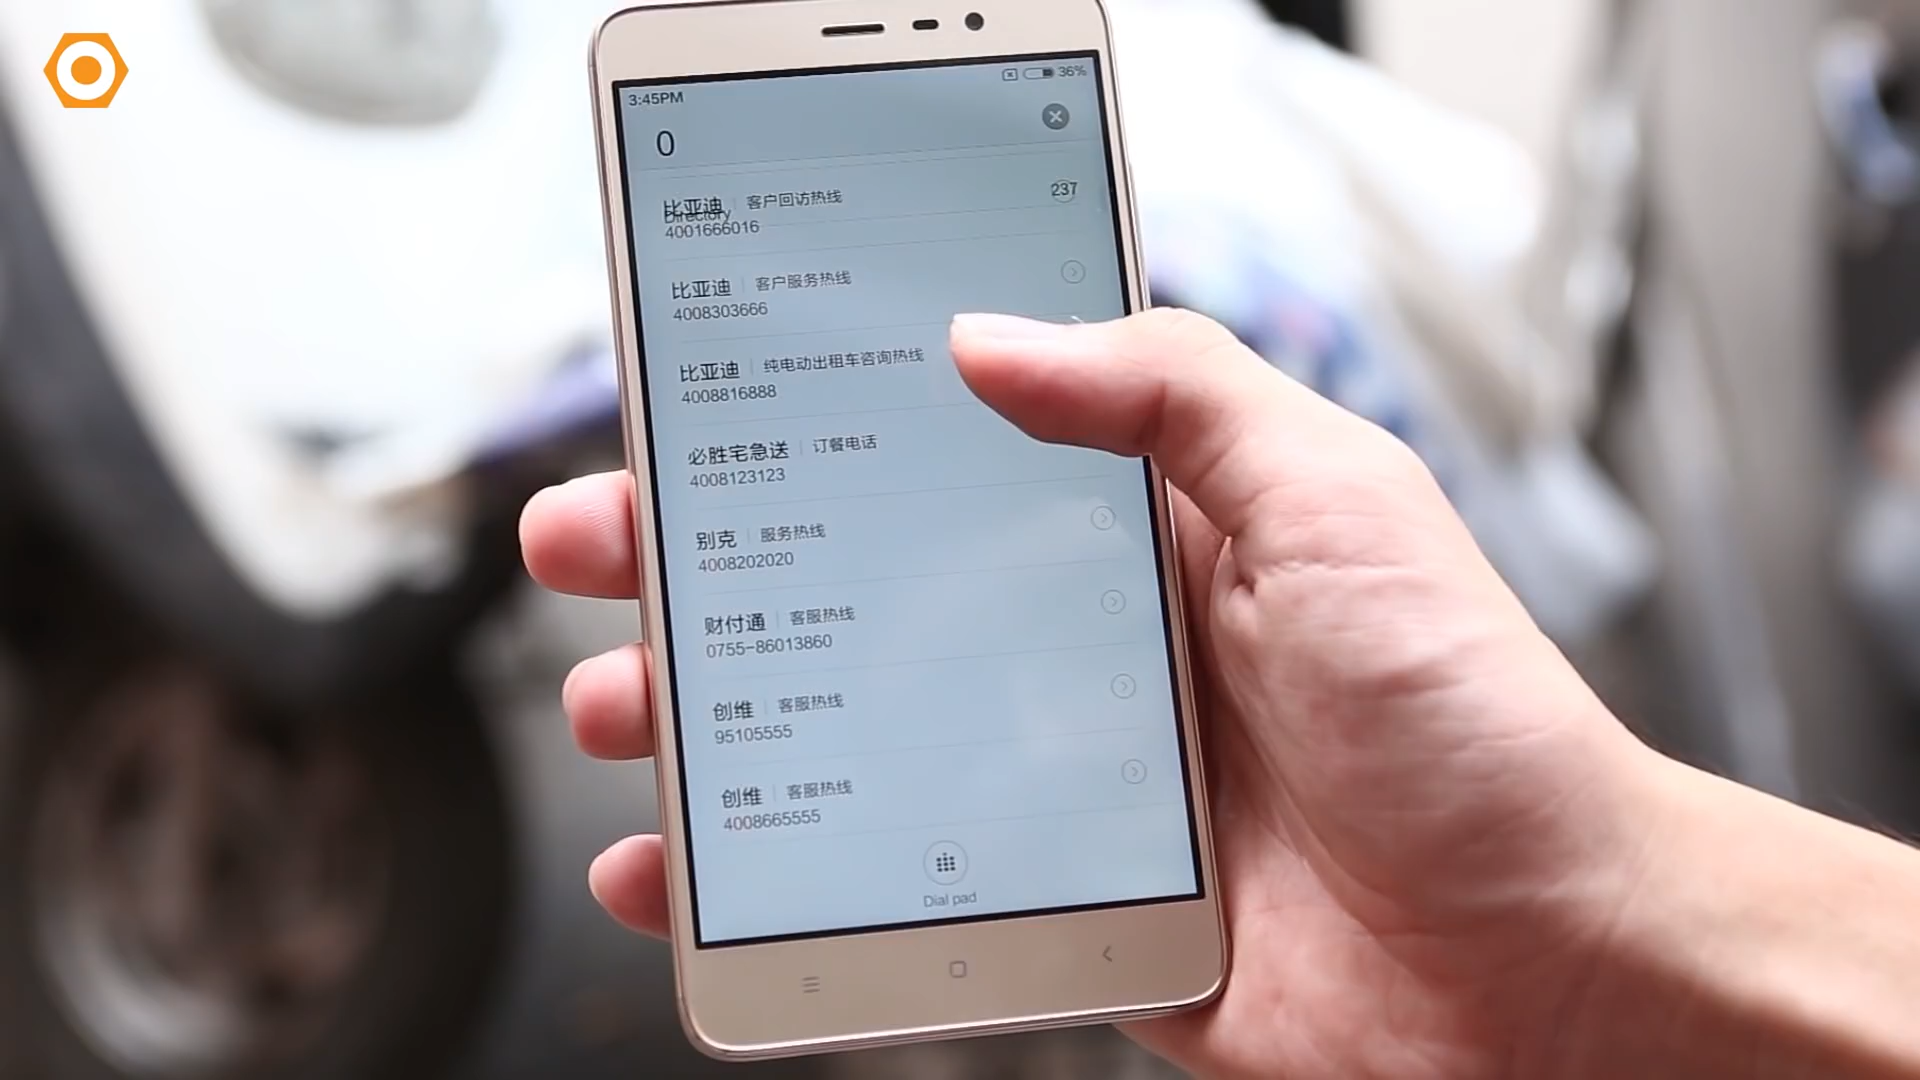 3:45PM 36%
0
比亚迪 客户回访热线 237
Directory
4001666016
比亚迪 客户服务热线
4008303666
比亚迪 纯电动出租车咨询热线
4008816888
必胜宅急送 订餐电话
4008123123
别克 服务热线
4008202020
财付通 客服热线
0755-86013860
创维 客服热线
95105555
创维 客服热线
4008665555
Dial pad